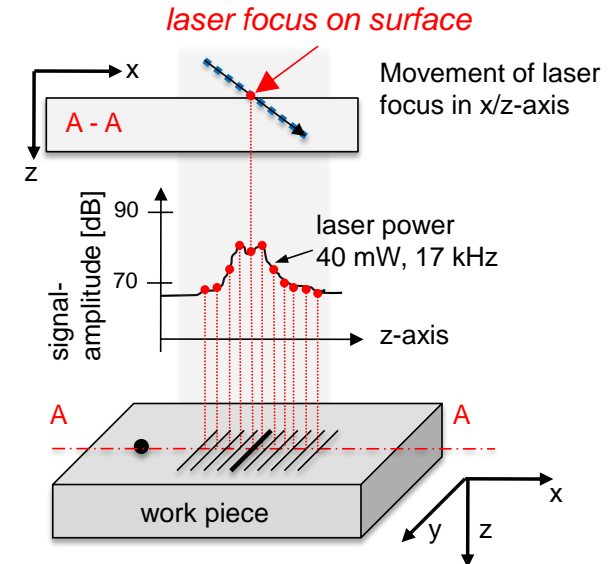 laser focus on surface
x
Movement of laser
focus in x/z-axis
A - A
z
signal-
amplitude [dB]
90
70
laser power
40 mW, 17 kHz
z-axis
A
A
work piece
x
y
z